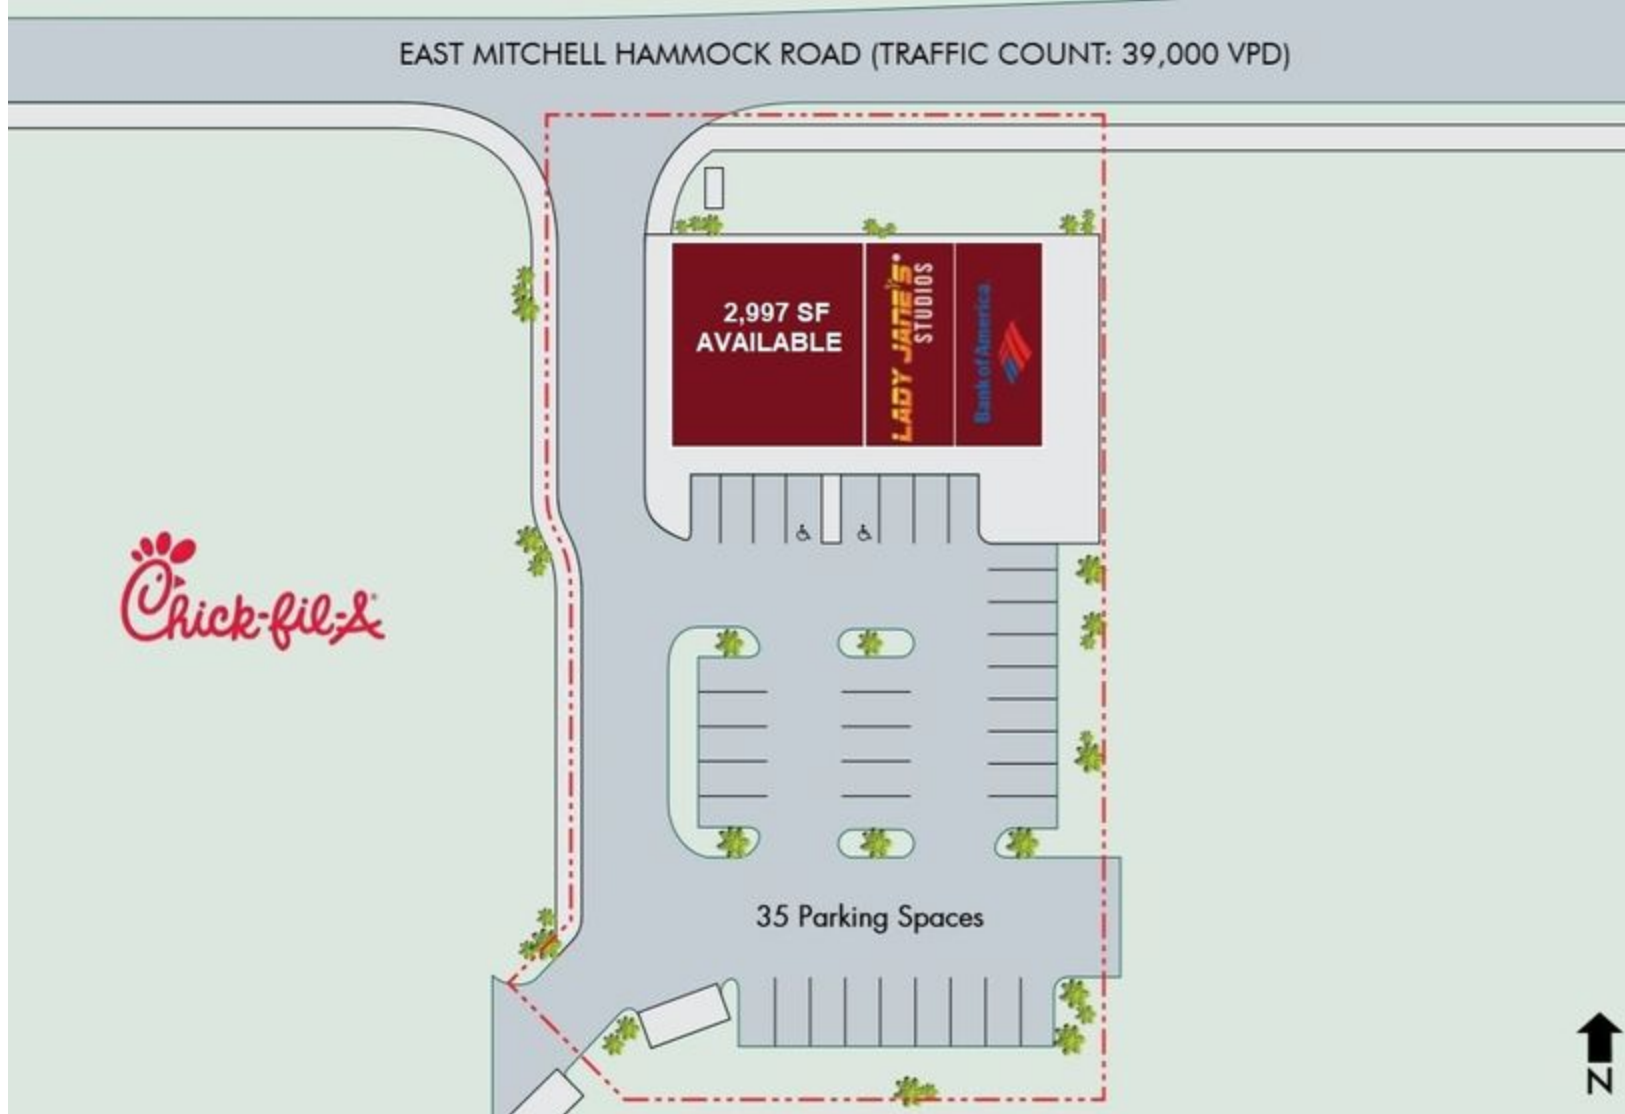 EAST MITCHELL HAMMOCK ROAD (TRAFFIC COUNT: 39,000 VPD)
2,997 SF
AVAILABLE
LADY JANE'S®
STUDIOS
Bank of America
Chick-fil-A®
35 Parking Spaces
N